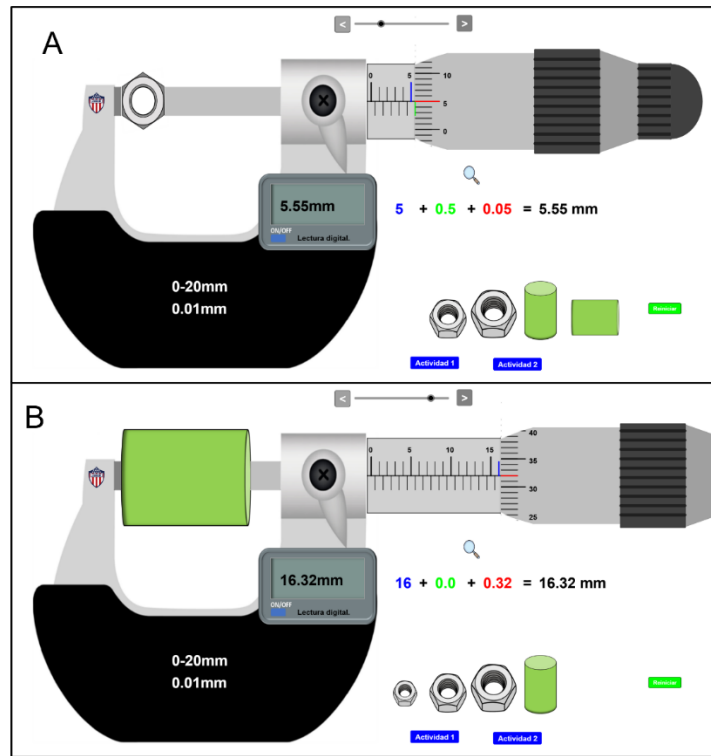 A
<
>
0
5
10
5
0
5.55mm
ON/OFF
Lectura digital.
5 + 0.5 + 0.05 = 5.55 mm
0-20mm
0.01mm
Reiniciar
Actividad 1
Actividad 2
B
<
>
0
5
10
15
40
35
30
25
16.32mm
ON/OFF
Lectura digital.
16 + 0.0 + 0.32 = 16.32 mm
0-20mm
0.01mm
Reiniciar
Actividad 1
Actividad 2